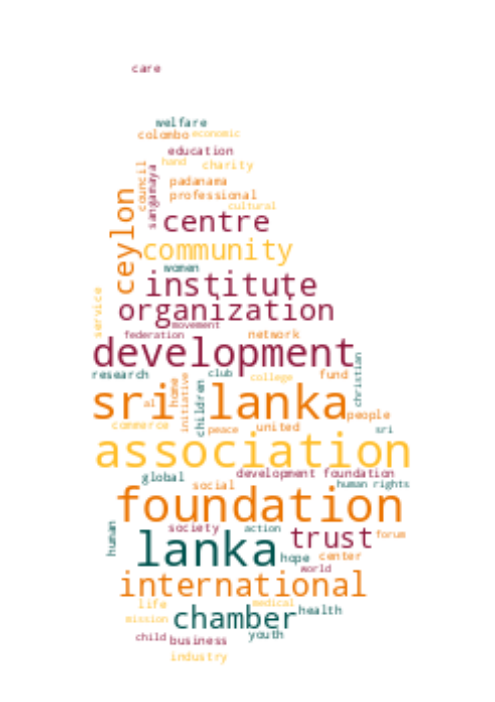 care
welfare
colombo economic
education
hand charity
council
sangamaya
padanama
professional
cultural
ceylon
centre
community
women
institute
service
organization
movement
federation network
development
research club college fund
christian
al home initiative children
sri lanka
people
commerce peace united sri
association
global development foundation
social human rights
foundation
human
society action
lanka trust forum
hope center
world
international
life medical
mission chamber health
child business youth
industry